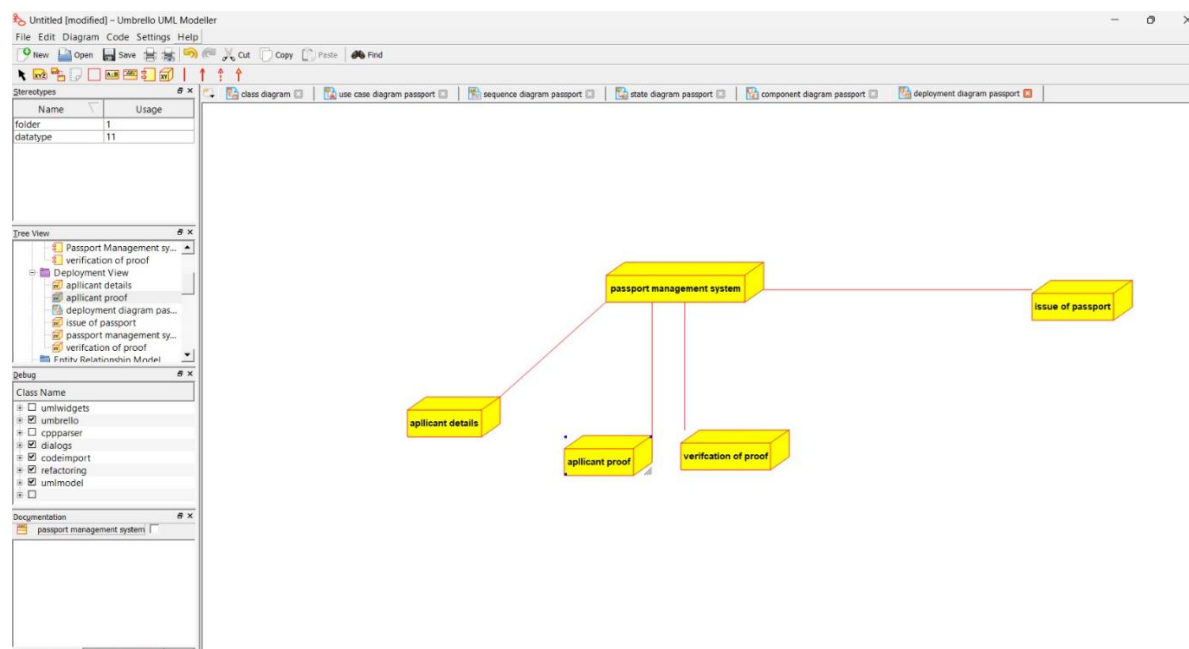 Untitled [modified] – Umbrello UML Modeller
File Edit Diagram Code Settings Help
New Open Save Cut Copy Paste Find
Stereotypes
class diagram use case diagram passport sequence diagram passport state diagram passport component diagram passport deployment diagram passport
Name Usage
folder 1
datatype 11
Tree View
Passport Management sy...
verification of proof
Deployment View
apllicant details
apllicant proof
deployment diagram pas...
issue of passport
passport management sy...
verifcation of proof
Entity Relationship Model
Debug
Class Name
umlwidgets
umbrello
cppparser
dialogs
codeimport
refactoring
umlmodel
Documentation
passport management system
passport management system
issue of passport
apllicant details
apllicant proof
verifcation of proof